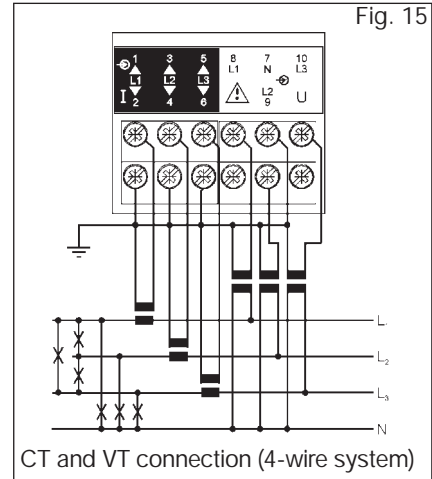 Fig. 15
1 3 5 8 7 10
L1 N L3
L1 L2 L3
I L2 U
2 4 6 9
L1
L2
L3
N
CT and VT connection (4-wire system)